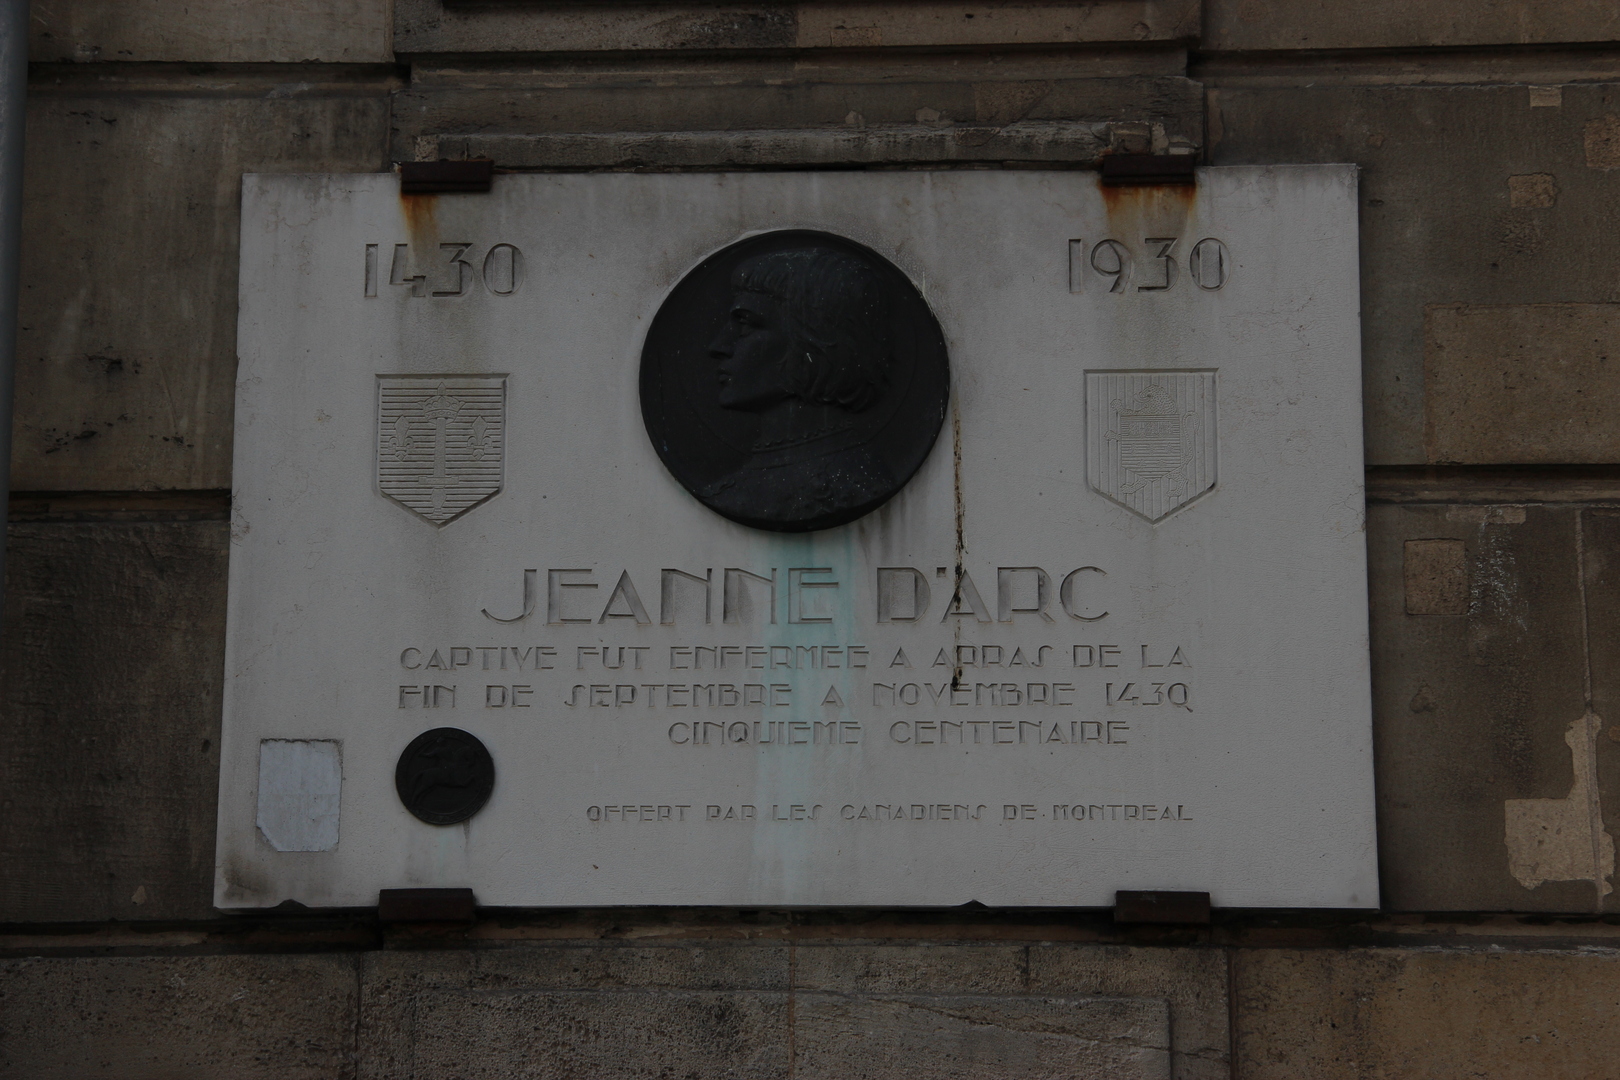 1430 1930
JEANNE D'ARC
CAPTIVE FUT ENFERMEE A ARRAS DE LA
FIN DE SEPTEMBRE A NOVEMBRE 1430
CINQUIEME CENTENAIRE
OFFERT PAR LES CANADIENS DE MONTREAL